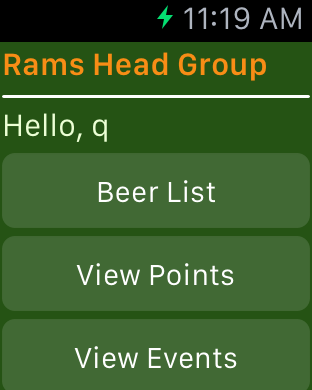 11:19 AM
Rams Head Group
Hello, q
Beer List
View Points
View Events